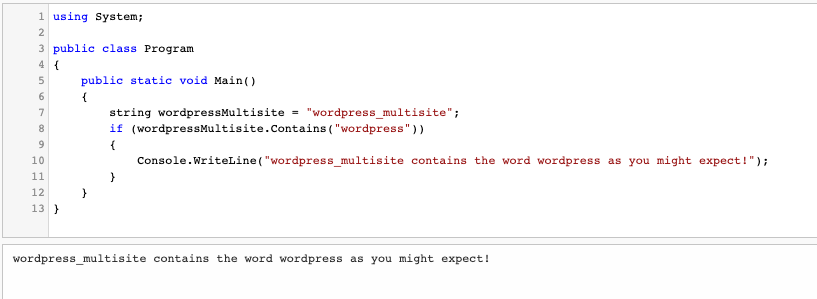 1 using System;
2
3 public class Program
4 {
5     public static void Main()
6     {
7         string wordpressMultisite = "wordpress_multisite";
8         if (wordpressMultisite.Contains("wordpress"))
9         {
10             Console.WriteLine("wordpress_multisite contains the word wordpress as you might expect!");
11         }
12     }
13 }
wordpress_multisite contains the word wordpress as you might expect!